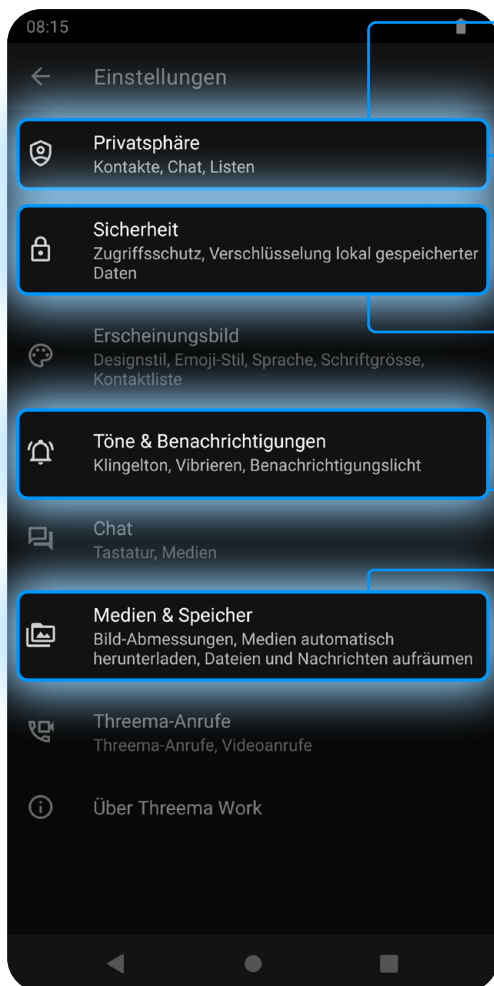 08:15
Einstellungen
Privatsphäre
Kontakte, Chat, Listen
Sicherheit
Zugriffsschutz, Verschlüsselung lokal gespeicherter
Daten
Erscheinungsbild
Designstil, Emoji-Stil, Sprache, Schriftgrösse,
Kontaktliste
Töne & Benachrichtigungen
Klingelton, Vibrieren, Benachrichtigungslicht
Chat
Tastatur, Medien
Medien & Speicher
Bild-Abmessungen, Medien automatisch
herunterladen, Dateien und Nachrichten aufräumen
Threema-Anrufe
Threema-Anrufe, Videoanrufe
Über Threema Work